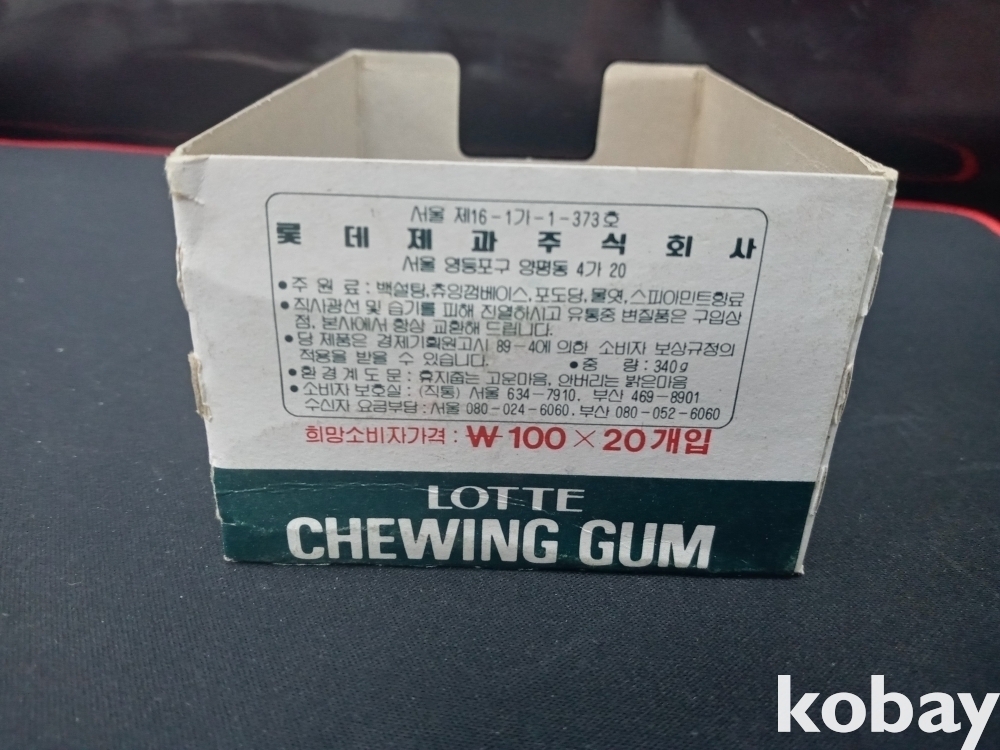 서울 제16-1가-1-373호
롯데제과주식회사
서울 영등포구 양평동 4가 20
• 주 원 료 : 백설탕, 츄잉껌베이스, 포도당, 물엿, 스피아민트향료
• 직사광선 및 습기를 피해 진열하시고 유통중 변질품은 구입상
점, 본사에서 항상 교환해 드립니다.
• 당 제품은 경제기획원고시 89-4에 의한 소비자 보상규정의
적용을 받을 수 있습니다. • 중 량 : 340g
• 환경계도문 : 휴지줍는 고운마음, 안버리는 밝은마음
• 소비자 보호실 : (직통) 서울 634-7910. 부산 469-8901
수신자 요금부담 : 서울 080-024-6060. 부산 080-052-6060
희망소비자가격 : ₩100×20개입
LOTTE
CHEWING GUM
kobay